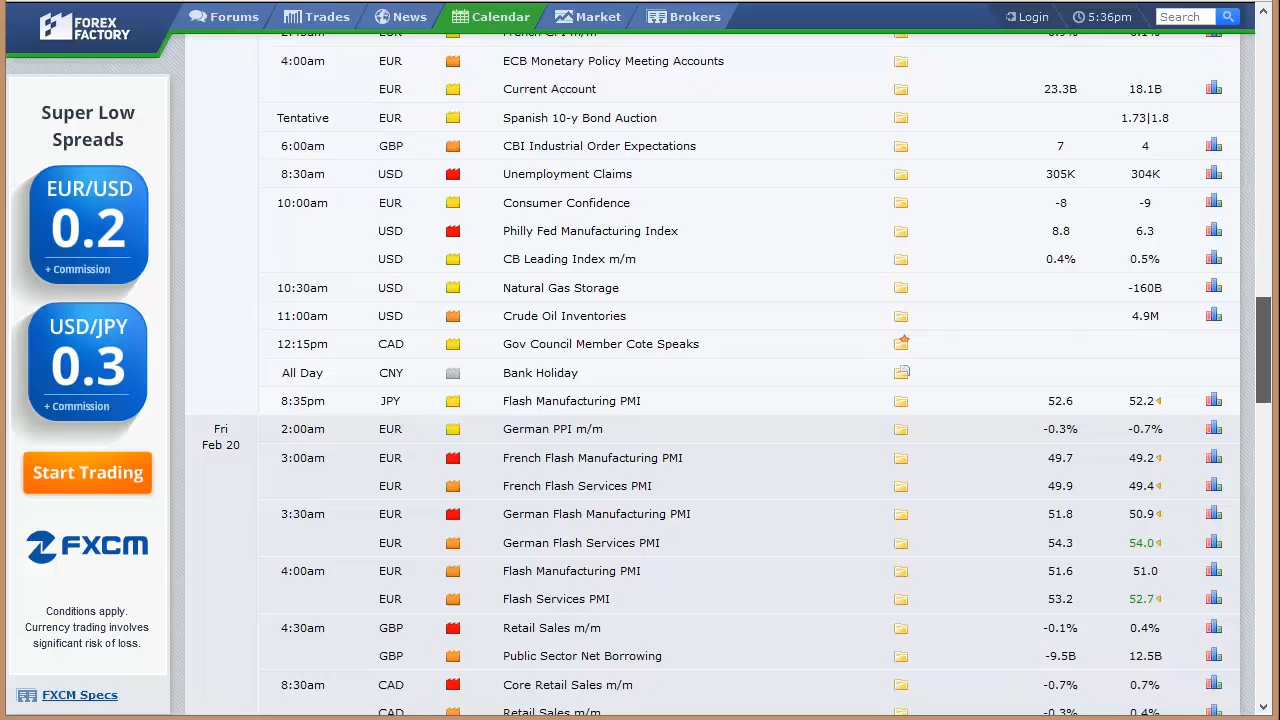 FOREX FACTORY
Forums Trades News Calendar Market Brokers Login 5:36pm Search
Super Low
Spreads
EUR/USD
0.2
+ Commission
USD/JPY
0.3
+ Commission
Start Trading
FXCM
Conditions apply.
Currency trading involves
significant risk of loss.
FXCM Specs
4:00am EUR ECB Monetary Policy Meeting Accounts
EUR Current Account 23.3B 18.1B
Tentative EUR Spanish 10-y Bond Auction 1.73|1.8
6:00am GBP CBI Industrial Order Expectations 7 4
8:30am USD Unemployment Claims 305K 304K
10:00am EUR Consumer Confidence -8 -9
USD Philly Fed Manufacturing Index 8.8 6.3
USD CB Leading Index m/m 0.4% 0.5%
10:30am USD Natural Gas Storage -160B
11:00am USD Crude Oil Inventories 4.9M
12:15pm CAD Gov Council Member Cote Speaks
All Day CNY Bank Holiday
8:35pm JPY Flash Manufacturing PMI 52.6 52.2
Fri
Feb 20
2:00am EUR German PPI m/m -0.3% -0.7%
3:00am EUR French Flash Manufacturing PMI 49.7 49.2
EUR French Flash Services PMI 49.9 49.4
3:30am EUR German Flash Manufacturing PMI 51.8 50.9
EUR German Flash Services PMI 54.3 54.0
4:00am EUR Flash Manufacturing PMI 51.6 51.0
EUR Flash Services PMI 53.2 52.7
4:30am GBP Retail Sales m/m -0.1% 0.4%
GBP Public Sector Net Borrowing -9.5B 12.5B
8:30am CAD Core Retail Sales m/m -0.7% 0.7%
CAD Retail Sales m/m -0.3% 0.4%